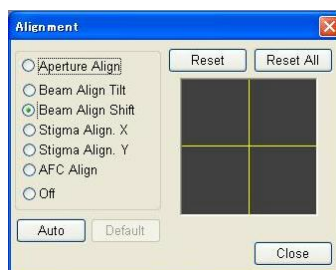 Alignment
Aperture Align
Beam Align Tilt
Beam Align Shift
Stigma Align. X
Stigma Align. Y
AFC Align
Off
Auto
Default
Reset
Reset All
Close